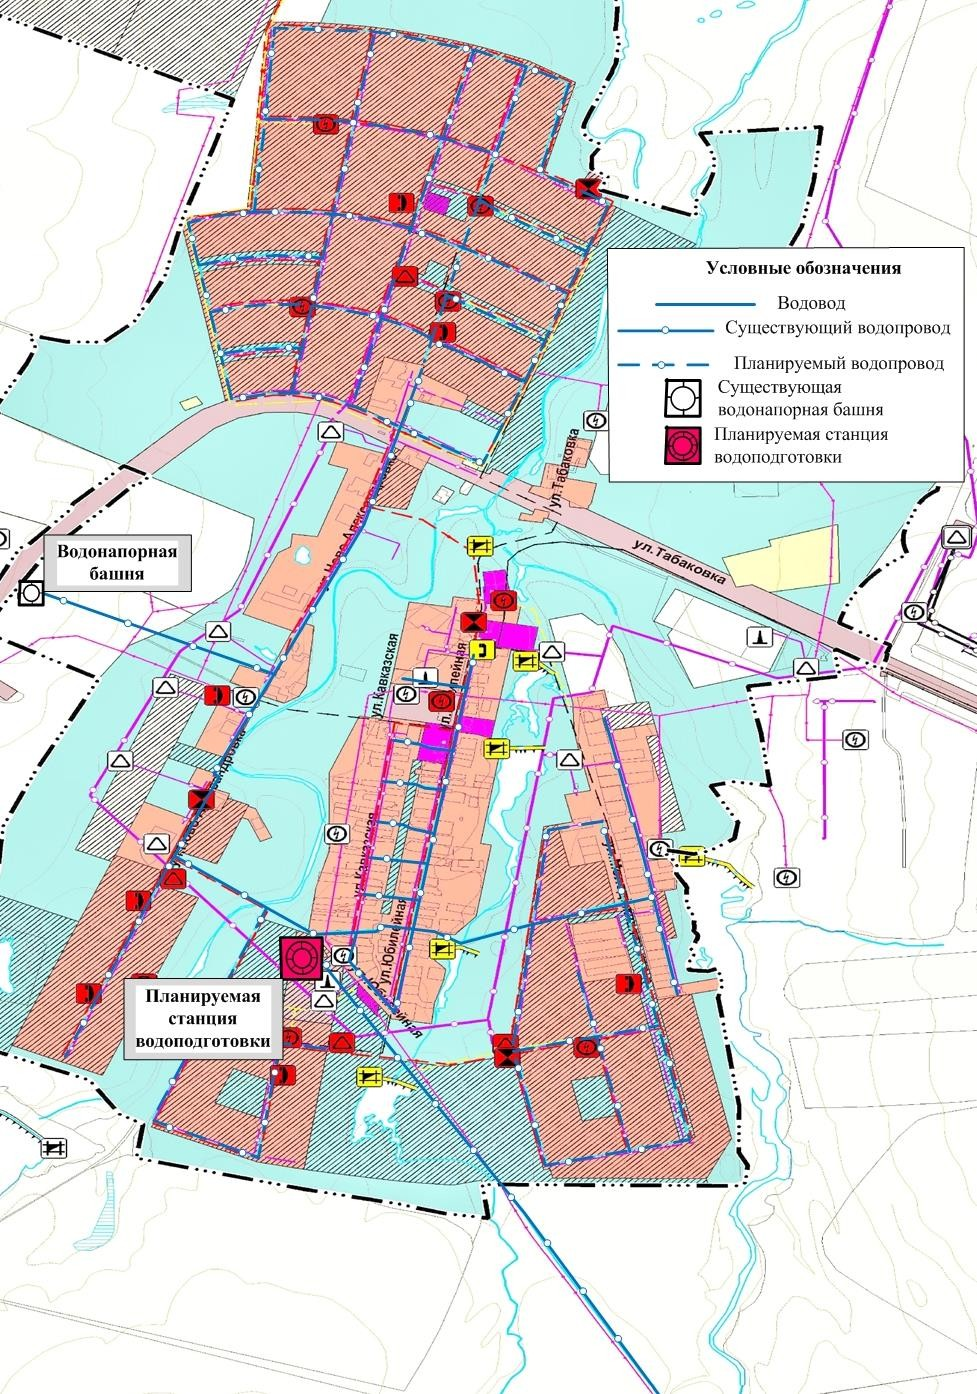 Условные обозначения
Водовод
Существующий водопровод
Планируемый водопровод
Существующая
водонапорная башня
Планируемая станция
водоподготовки
ул.Табаковка
ул.Табаковка
Водонапорная
башня
ул.Кавказская
ул.Кавказская
ул.Юбилейная
Планируемая
станция
водоподготовки